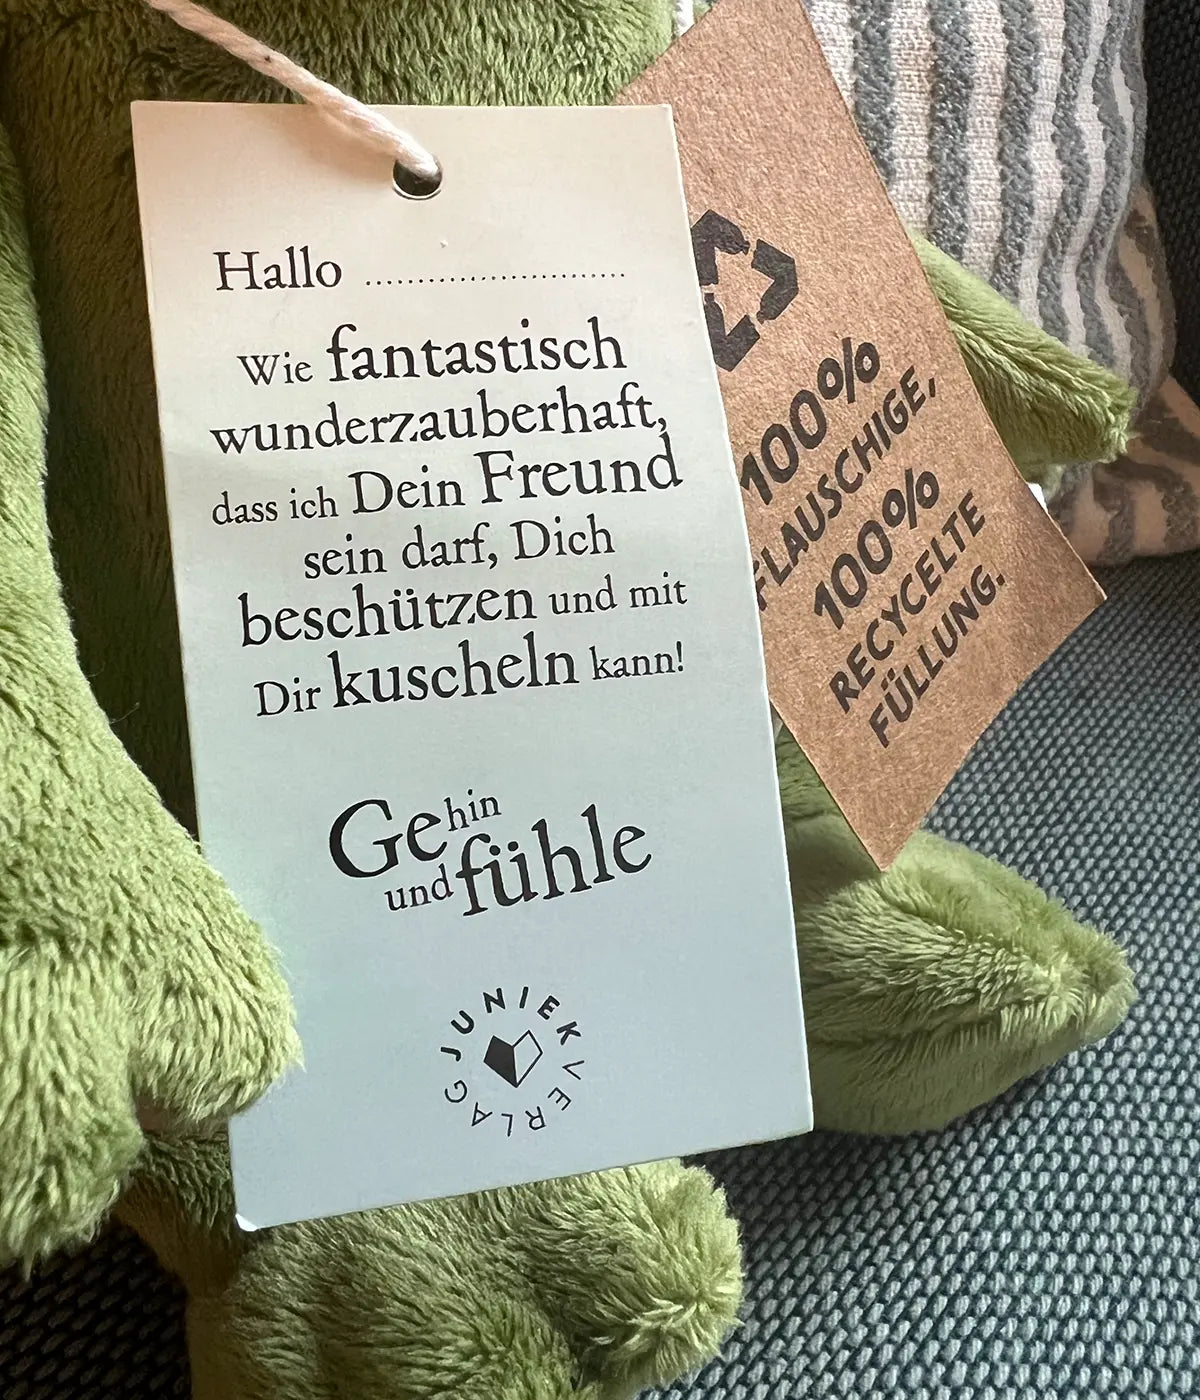 Hallo ..........................
Wie fantastisch
wunderzauberhaft,
dass ich Dein Freund
sein darf, Dich
beschützen und mit
Dir kuscheln kann!
Gehin
und fühle
JUNIEK VERLAG
100%
FLAUSCHIGE,
100%
RECYCELTE
FÜLLUNG.